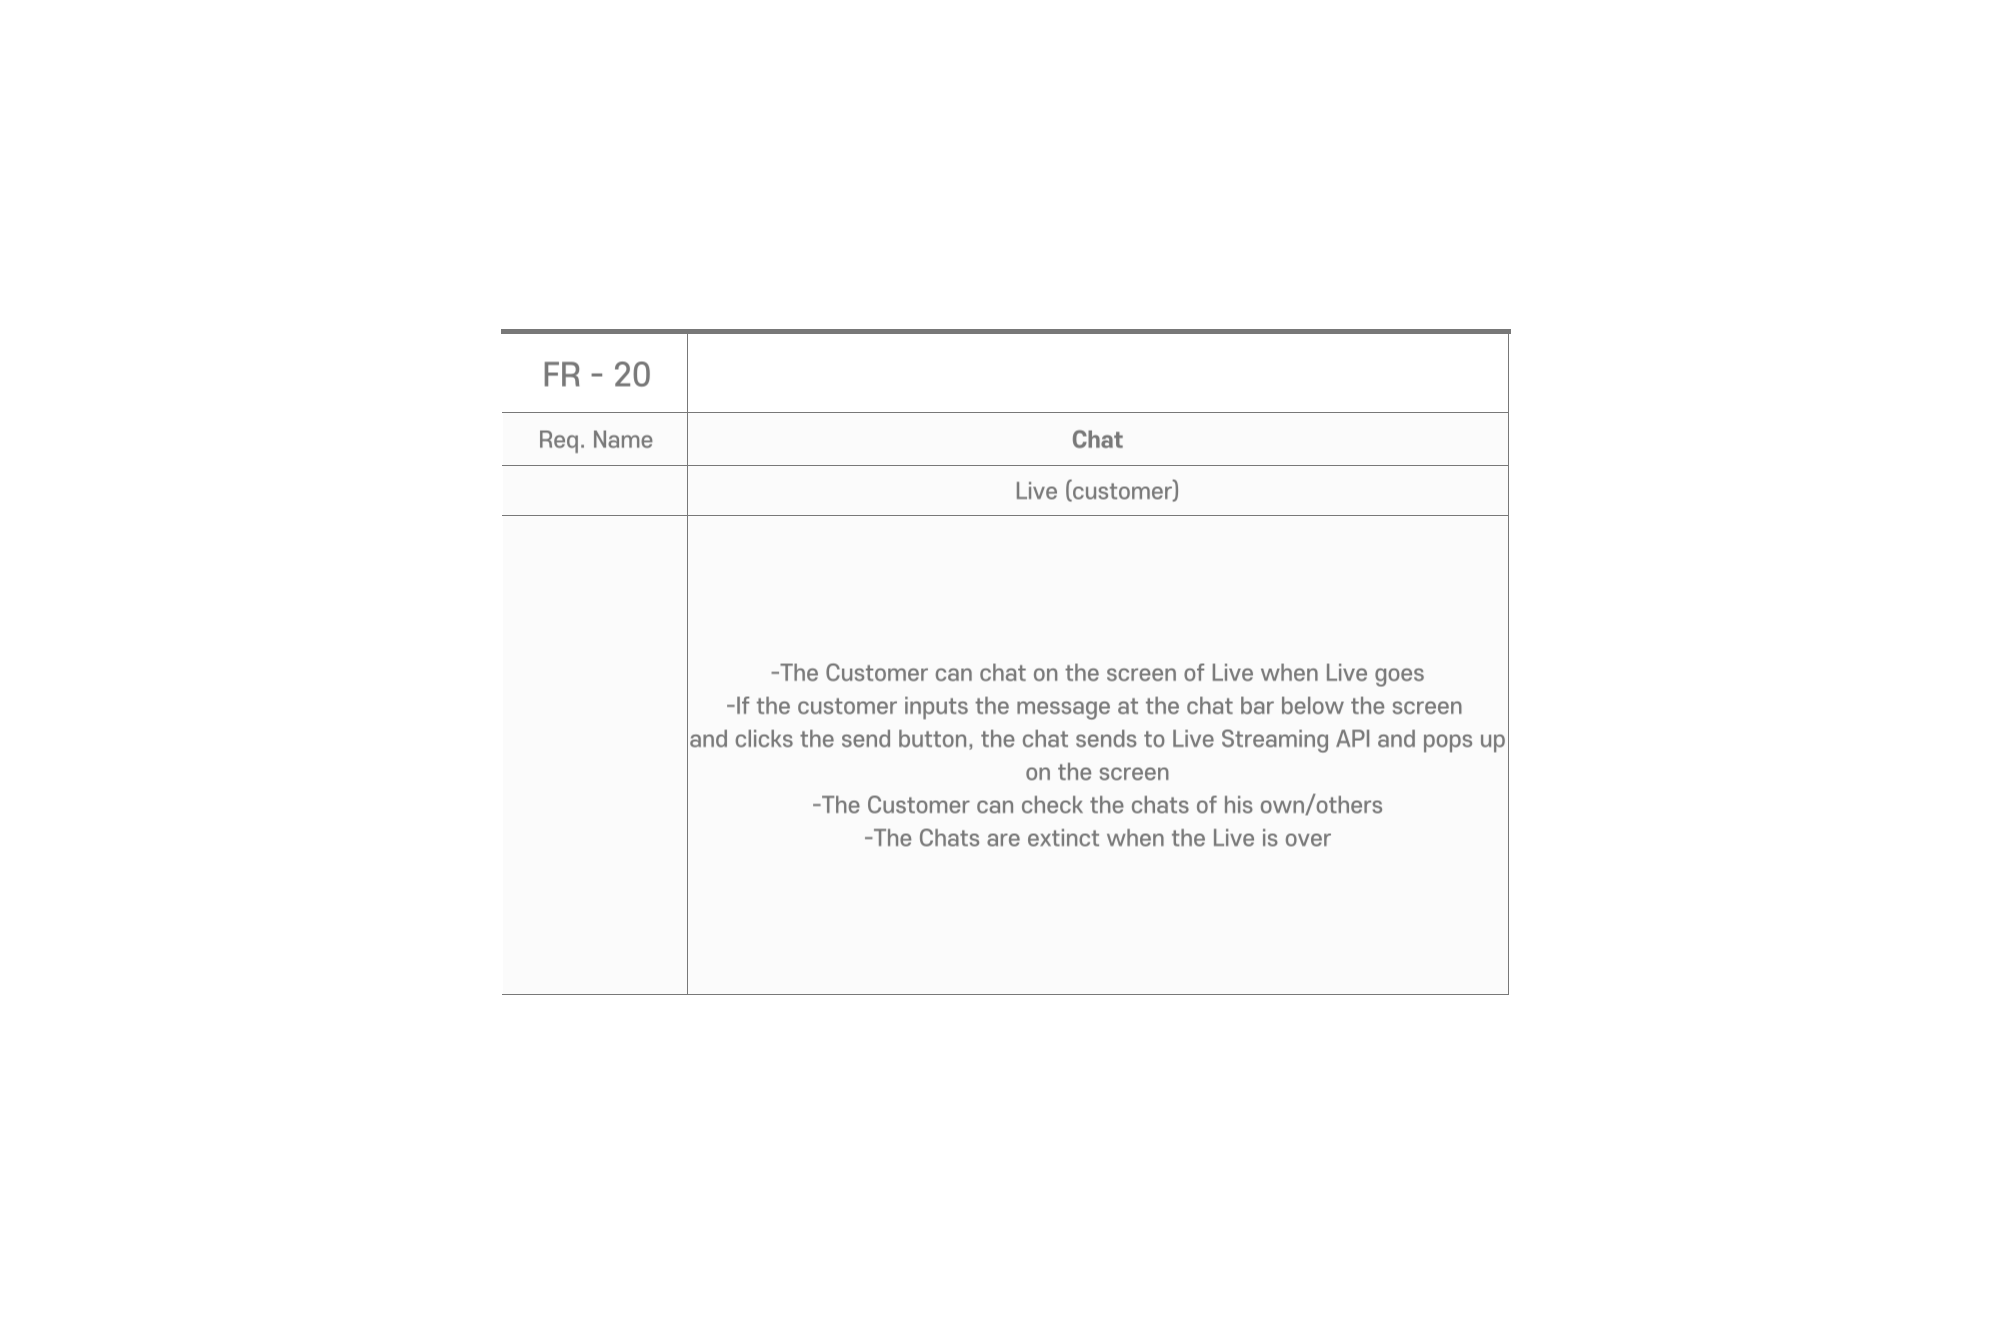 FR - 20
Req. Name
Chat
Live (customer)
-The Customer can chat on the screen of Live when Live goes
-If the customer inputs the message at the chat bar below the screen
and clicks the send button, the chat sends to Live Streaming API and pops up
on the screen
-The Customer can check the chats of his own/others
-The Chats are extinct when the Live is over